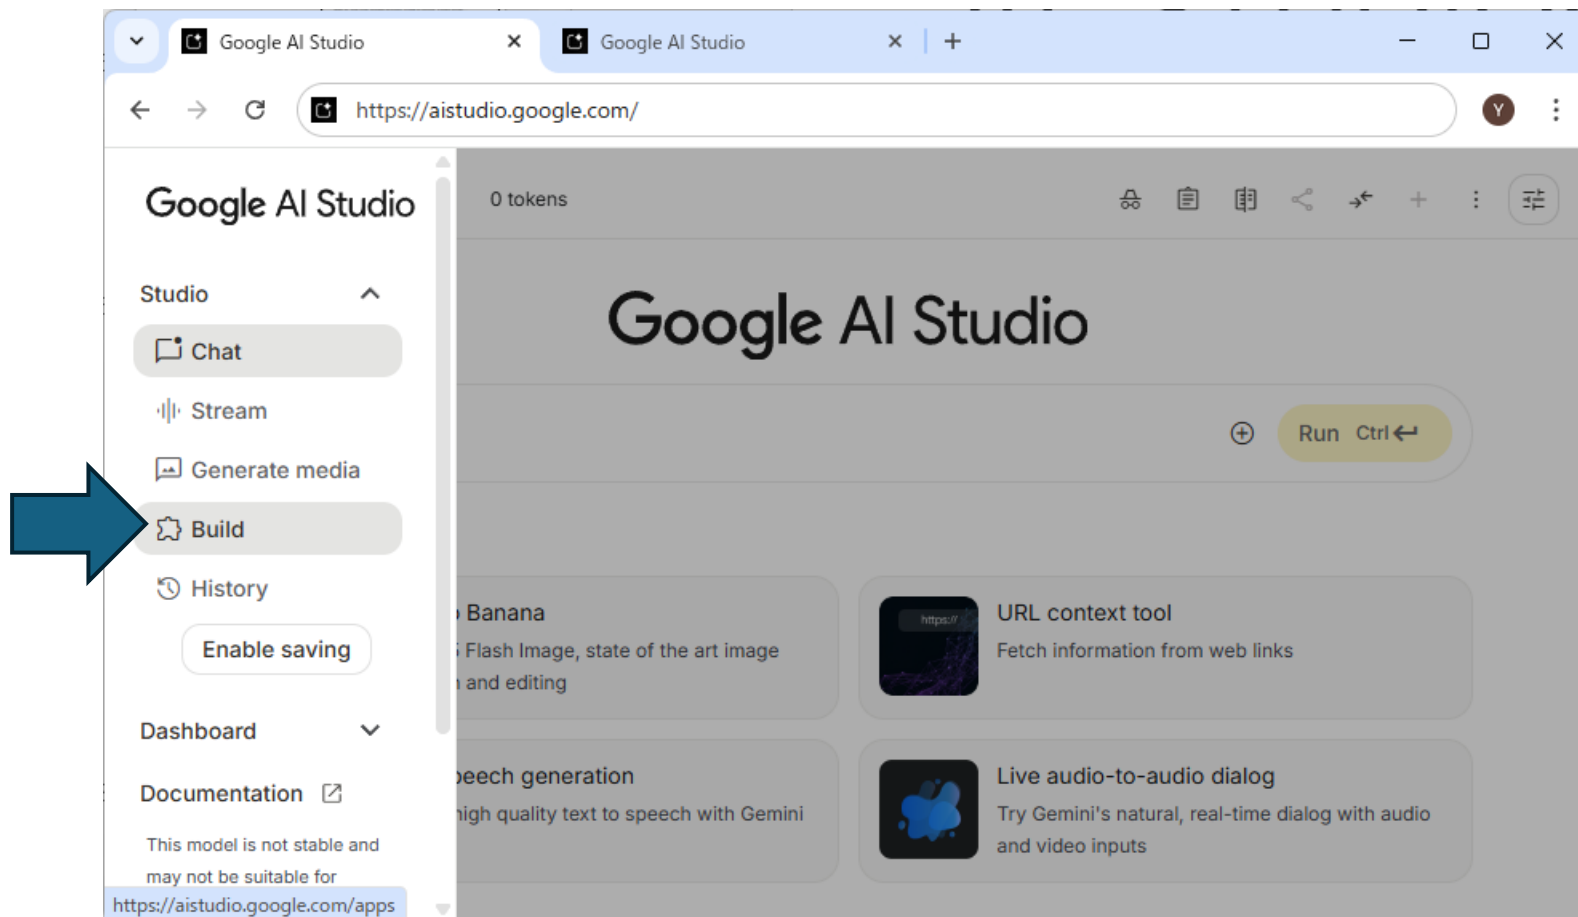 Google AI Studio
Google AI Studio
https://aistudio.google.com/
Y
Google AI Studio
0 tokens
Studio
Chat
Stream
Generate media
Build
History
Enable saving
Dashboard
Documentation
This model is not stable and
may not be suitable for
https://aistudio.google.com/apps
Google AI Studio
Run Ctrl
Banana
Flash Image, state of the art image
and editing
https://
URL context tool
Fetch information from web links
eech generation
high quality text to speech with Gemini
Live audio-to-audio dialog
Try Gemini's natural, real-time dialog with audio
and video inputs